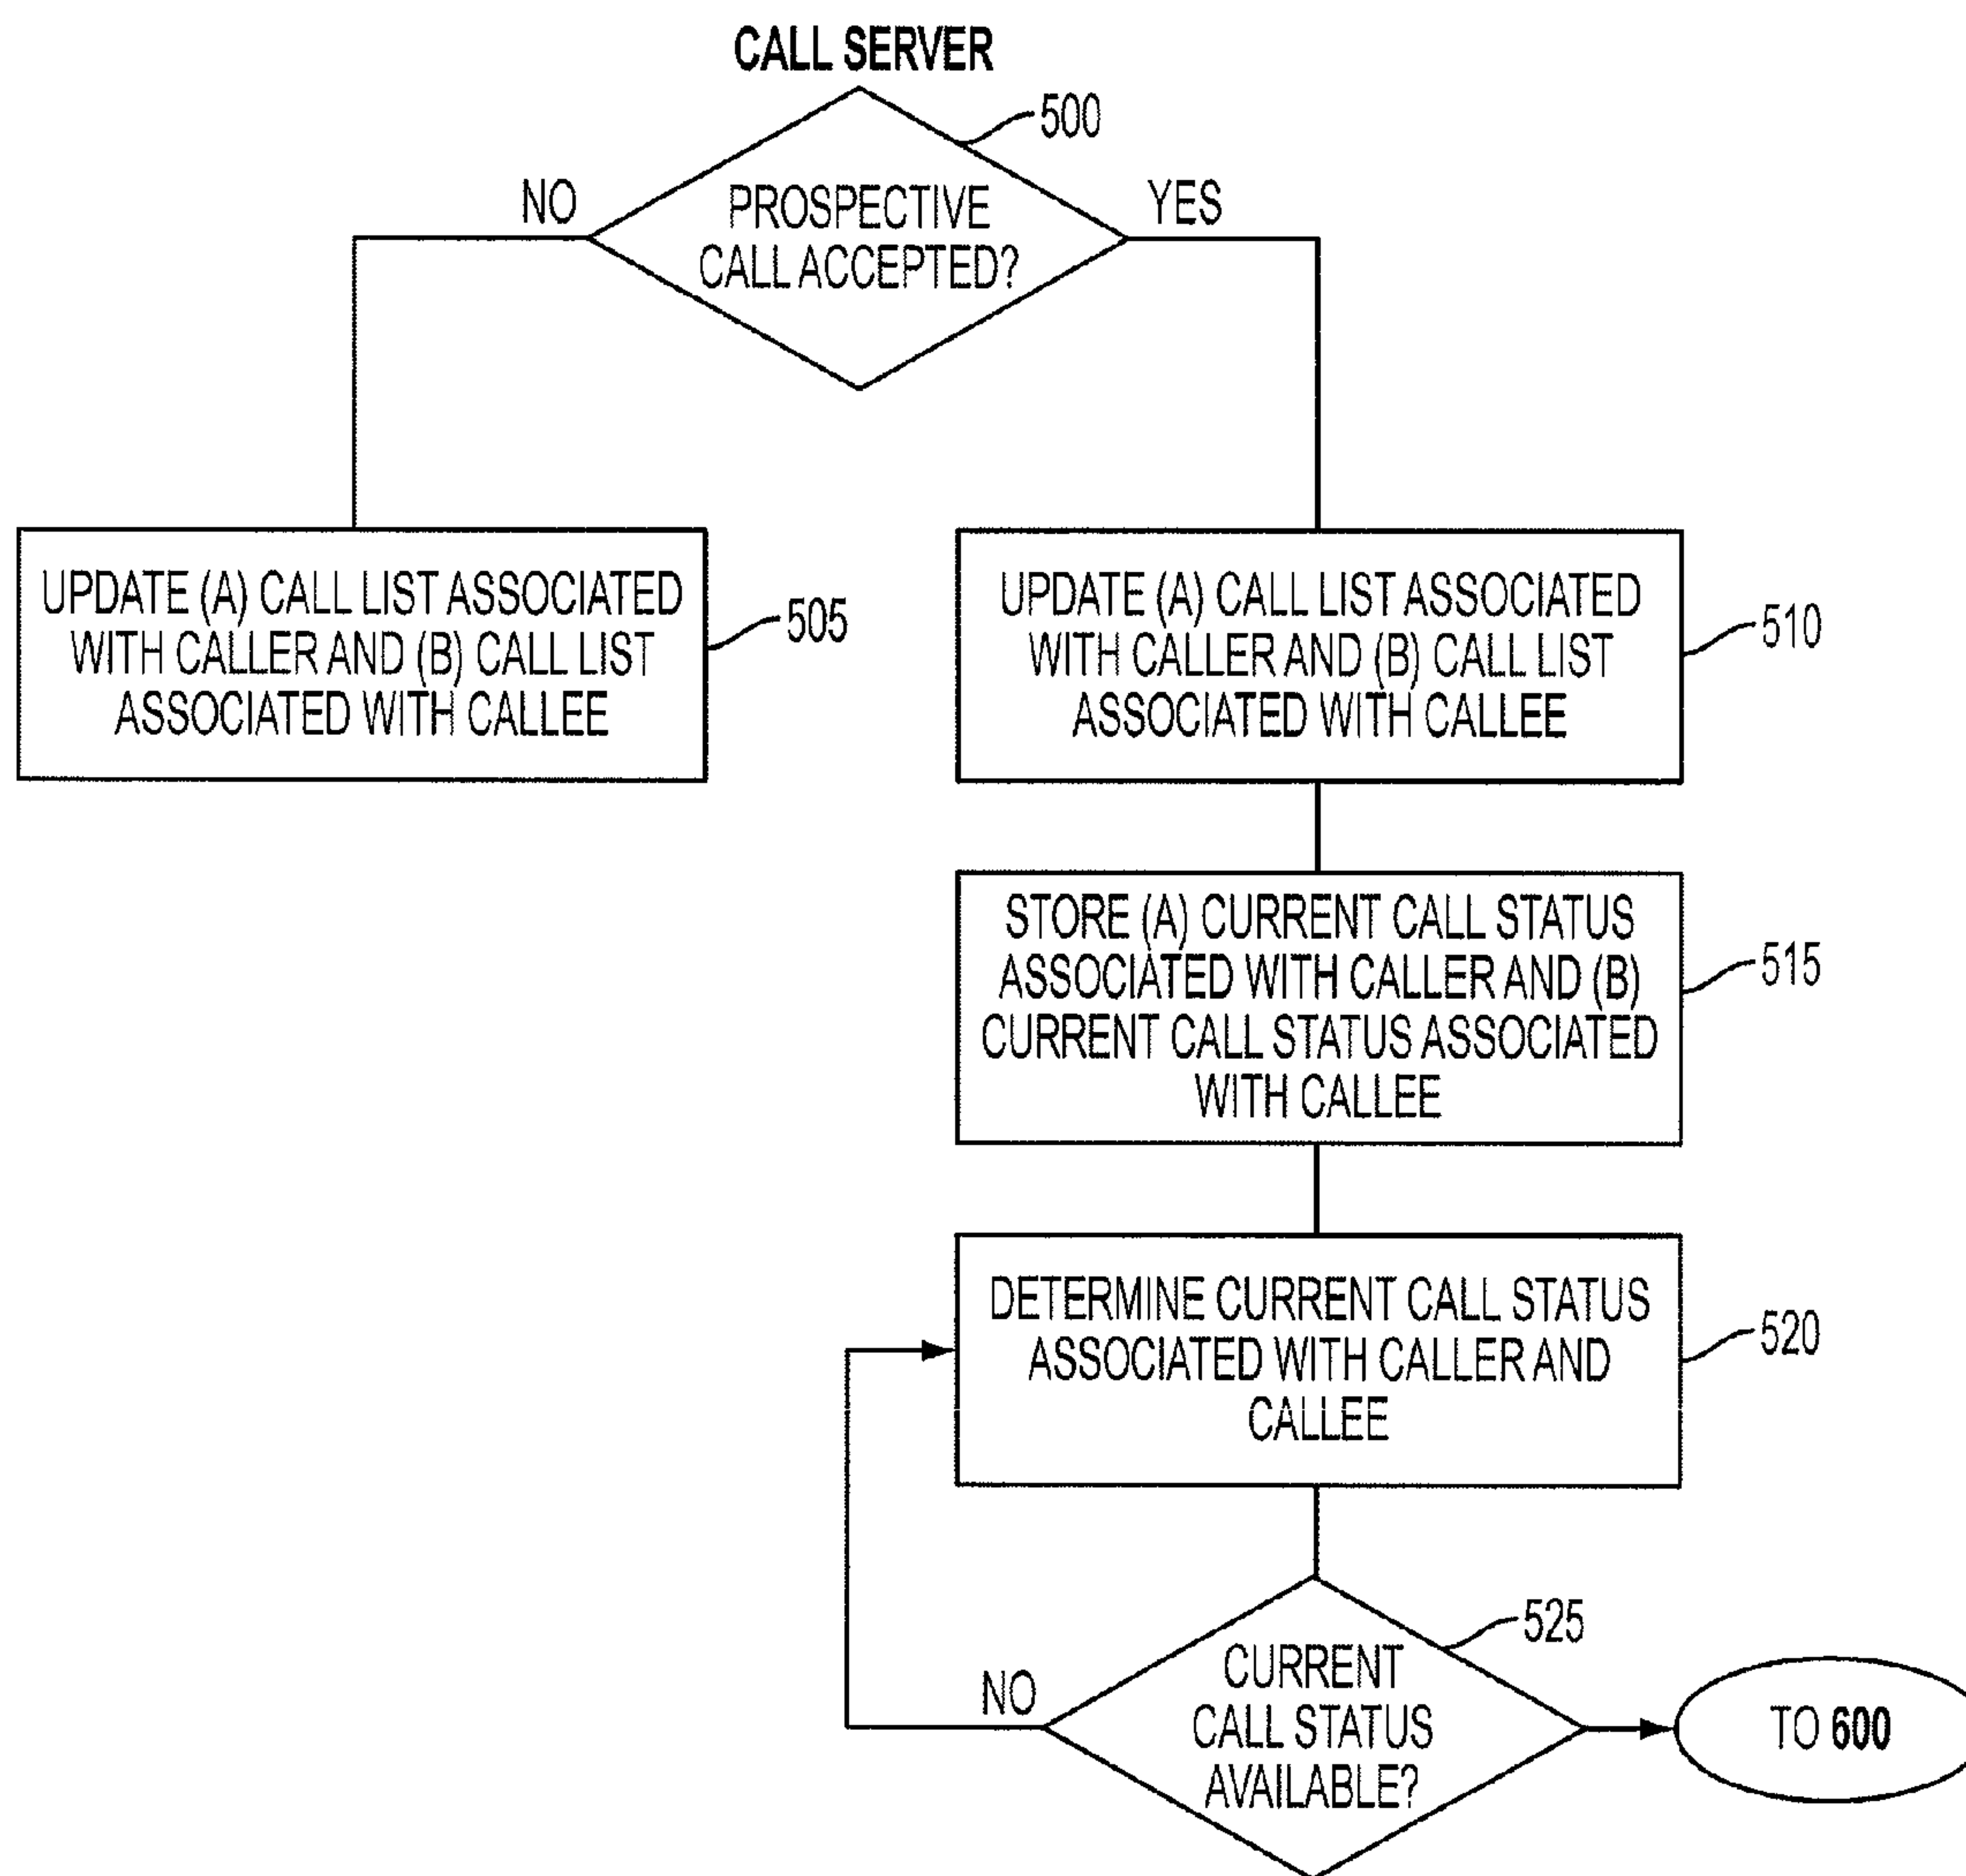 CALL SERVER
500
NO
PROSPECTIVE
CALL ACCEPTED?
YES
UPDATE (A) CALL LIST ASSOCIATED
WITH CALLER AND (B) CALL LIST
ASSOCIATED WITH CALLEE
505
UPDATE (A) CALL LIST ASSOCIATED
WITH CALLER AND (B) CALL LIST
ASSOCIATED WITH CALLEE
510
STORE (A) CURRENT CALL STATUS
ASSOCIATED WITH CALLER AND (B)
CURRENT CALL STATUS ASSOCIATED
WITH CALLEE
515
DETERMINE CURRENT CALL STATUS
ASSOCIATED WITH CALLER AND
CALLEE
520
525
NO
CURRENT
CALL STATUS
AVAILABLE?
TO 600